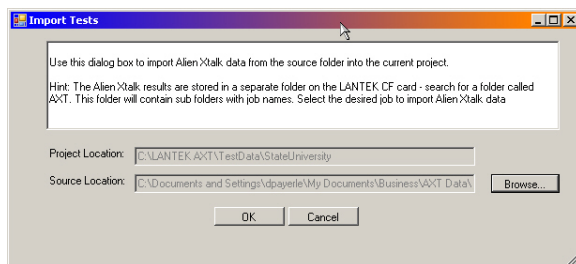 Import Tests
Use this dialog box to import Alien Xtalk data from the source folder into the current project.
Hint: The Alien Xtalk results are stored in a separate folder on the LANTEK CF card - search for a folder called
AXT. This folder will contain sub folders with job names. Select the desired job to import Alien Xtalk data
Project Location: C:\LANTEK AXT\TestData\StateUniversity
Source Location: C:\Documents and Settings\dpayerle\My Documents\Business\AXT Data\ Browse...
OK Cancel